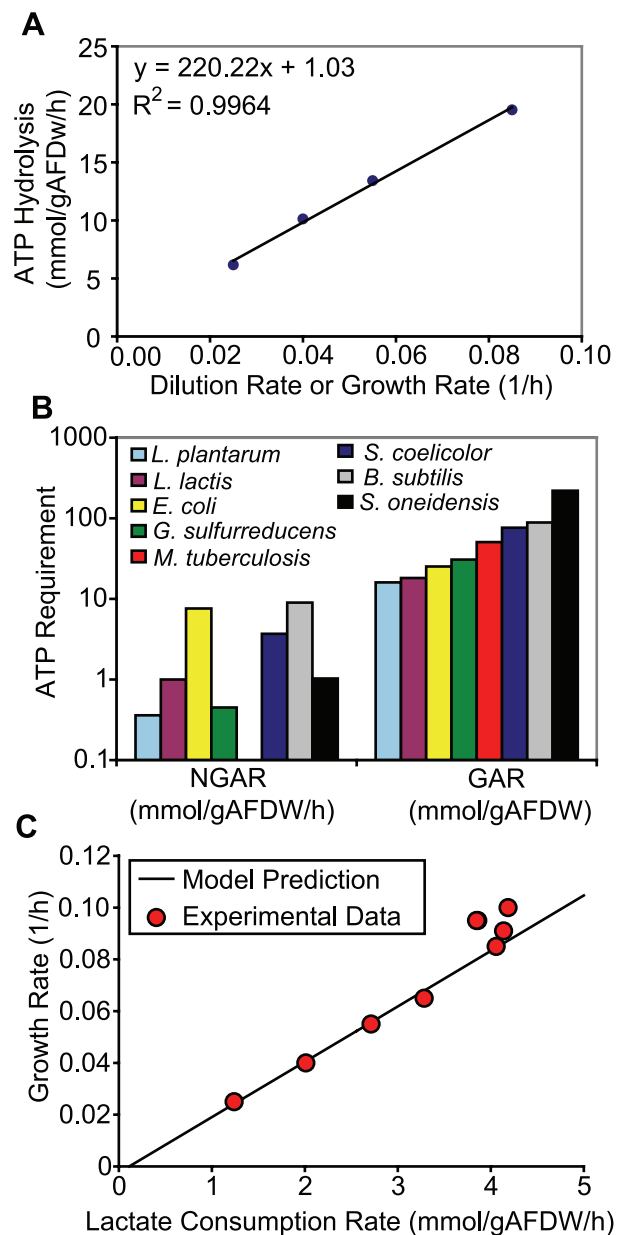 A
y = 220.22x + 1.03
R² = 0.9964
ATP Hydrolysis
(mmol/gAFDw/h)
25
20
15
10
5
0
0.00 0.02 0.04 0.06 0.08 0.10
Dilution Rate or Growth Rate (1/h)
B
ATP Requirement
1000
100
10
1
0.1
L. plantarum
L. lactis
E. coli
G. sulfurreducens
M. tuberculosis
S. coelicolor
B. subtilis
S. oneidensis
NGAR
(mmol/gAFDW/h)
GAR
(mmol/gAFDW)
C
Growth Rate (1/h)
0.12
0.10
0.08
0.06
0.04
0.02
0
Model Prediction
Experimental Data
0 1 2 3 4 5
Lactate Consumption Rate (mmol/gAFDW/h)